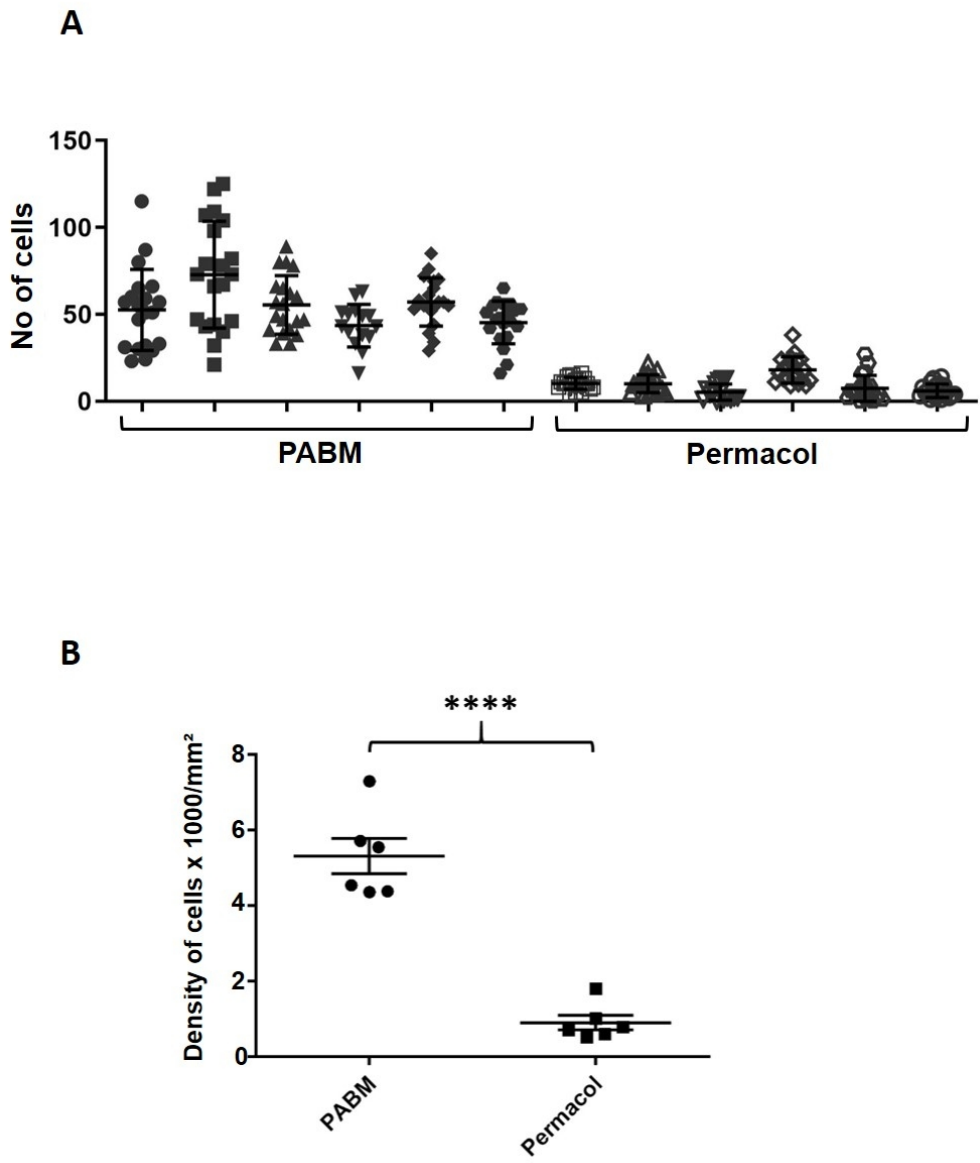 A
150
100
50
0
No of cells
PABM
Permacol
B
****
8
6
4
2
0
Density of cells x 1000/mm²
PABM
Permacol